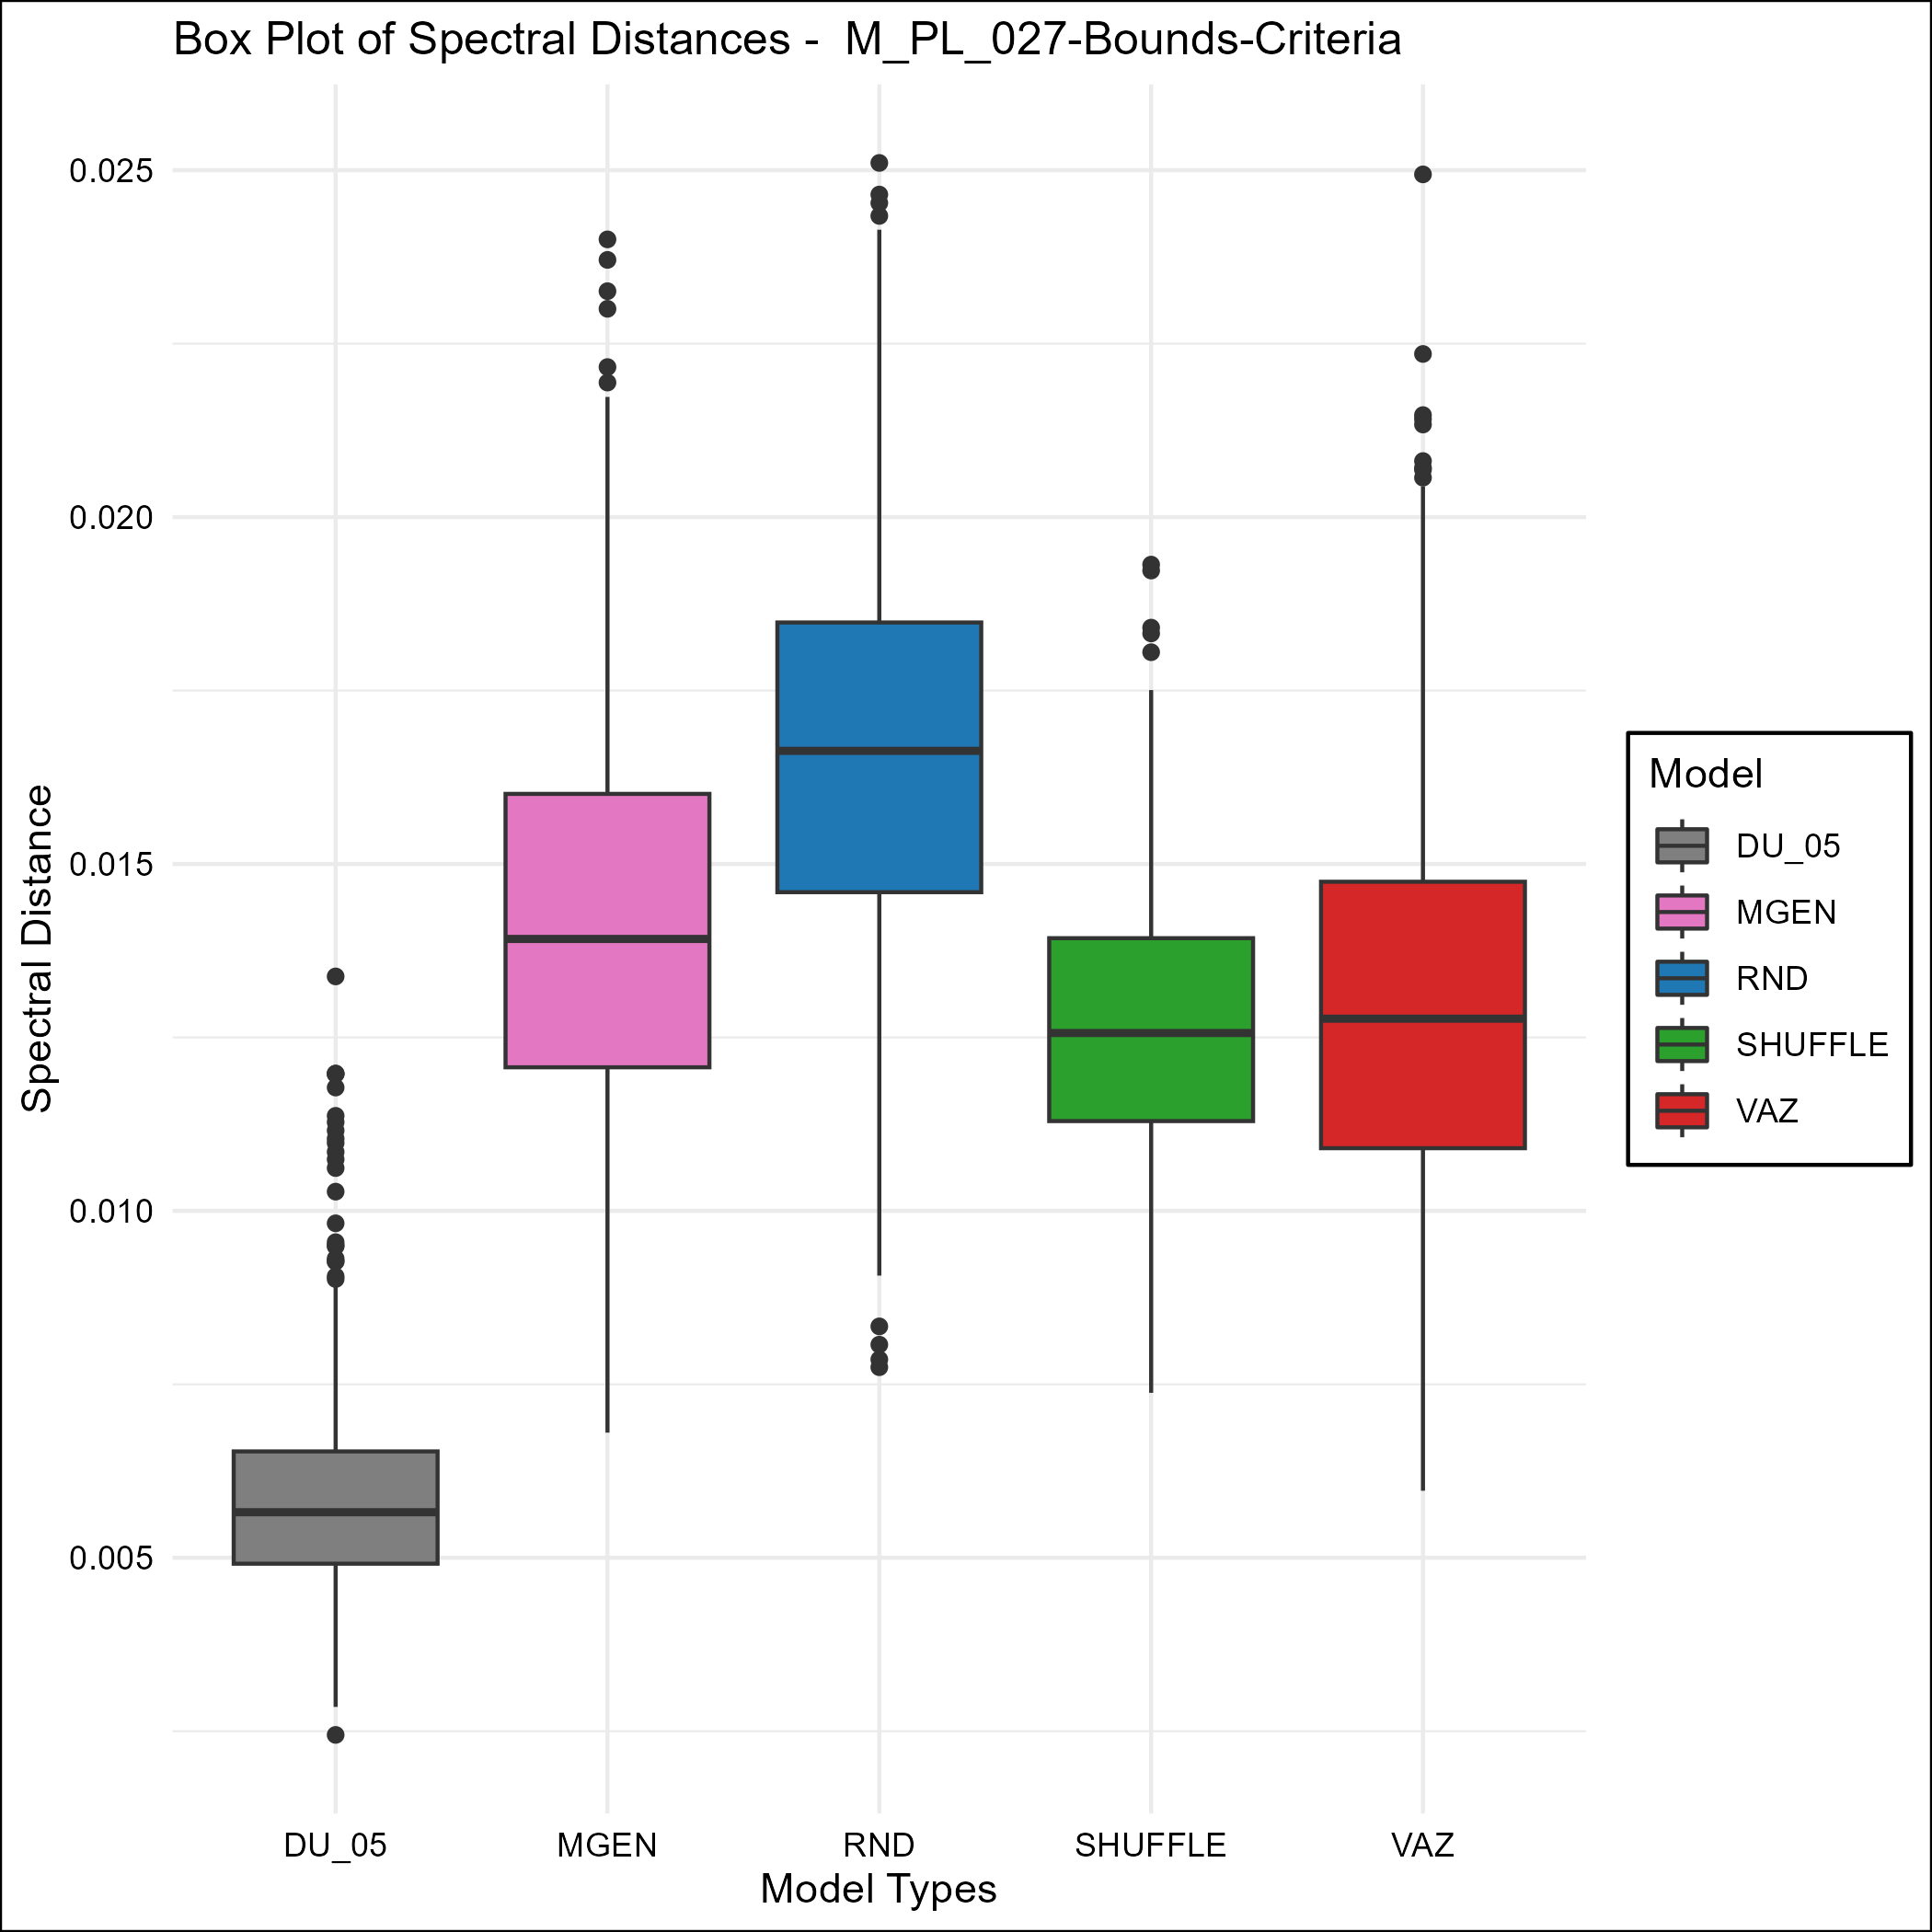 Box Plot of Spectral Distances -  M_PL_027-Bounds-Criteria
0.025
0.020
0.015
0.010
0.005
Spectral Distance
DU_05
MGEN
RND
SHUFFLE
VAZ
Model Types
Model
DU_05
MGEN
RND
SHUFFLE
VAZ